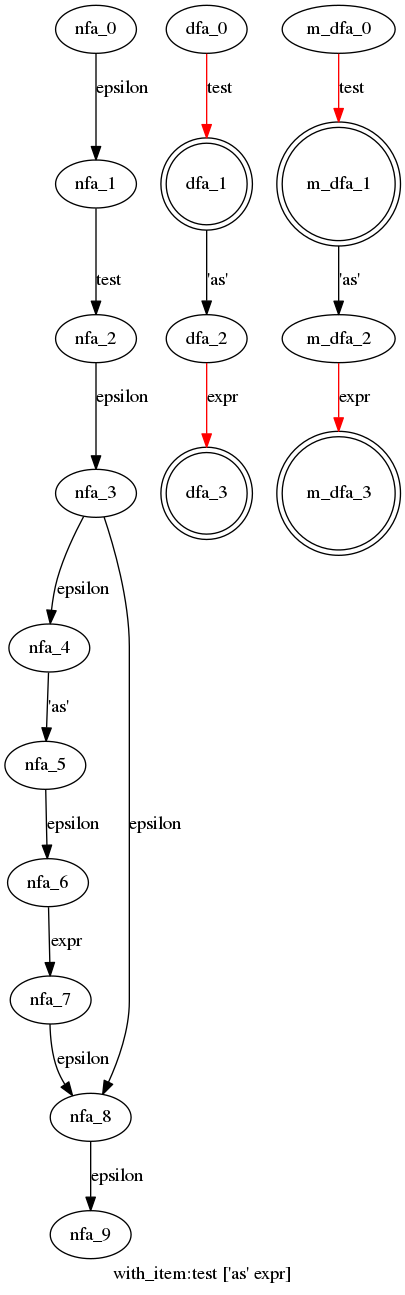 nfa_0 dfa_0 m_dfa_0
epsilon test test
nfa_1 dfa_1 m_dfa_1
test 'as' 'as'
nfa_2 dfa_2 m_dfa_2
epsilon expr expr
nfa_3 dfa_3 m_dfa_3
epsilon
nfa_4
'as'
nfa_5
epsilon epsilon
nfa_6
expr
nfa_7
epsilon
nfa_8
epsilon
nfa_9
with_item:test ['as' expr]